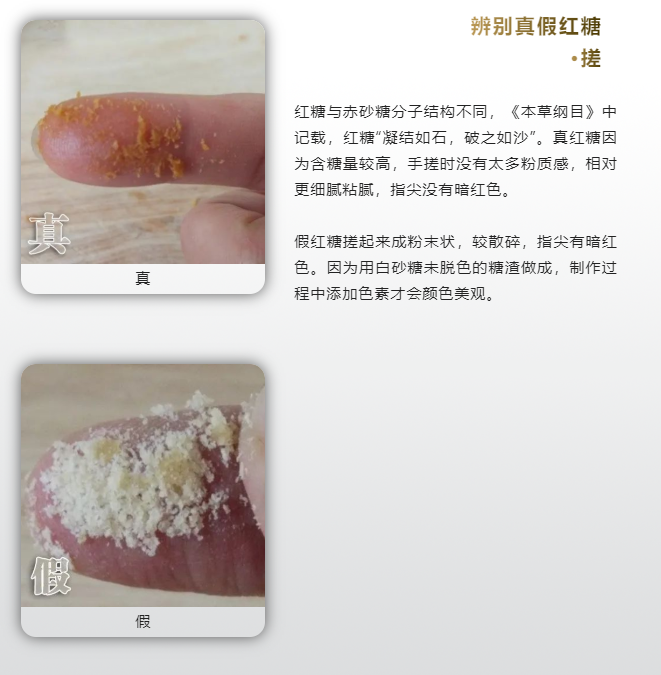 辨别真假红糖
·搓
真
真
红糖与赤砂糖分子结构不同，《本草纲目》中
记载，红糖“凝结如石，破之如沙”。真红糖因
为含糖量较高，手搓时没有太多粉质感，相对
更细腻粘腻，指尖没有暗红色。
假红糖搓起来成粉末状，较散碎，指尖有暗红
色。因为用白砂糖未脱色的糖渣做成，制作过
程中添加色素才会颜色美观。
假
假